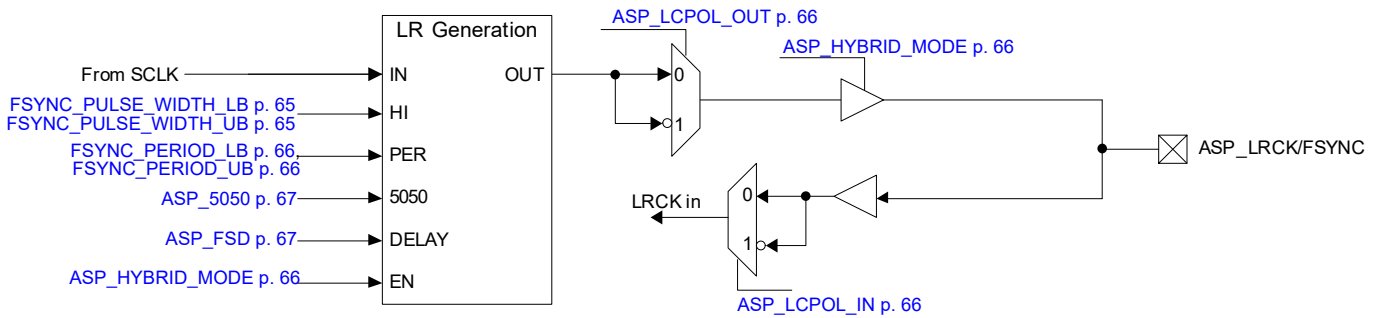 ASP_LCPOL_OUT p. 66
LR Generation
ASP_HYBRID_MODE p. 66
From SCLK
IN
OUT
0
FSYNC_PULSE_WIDTH_LB p. 65
FSYNC_PULSE_WIDTH_UB p. 65
HI
1
FSYNC_PERIOD_LB p. 66,
FSYNC_PERIOD_UB p. 66
PER
ASP_LRCK/FSYNC
ASP_5050 p. 67
5050
LRCK in
0
ASP_FSD p. 67
DELAY
1
ASP_HYBRID_MODE p. 66
EN
ASP_LCPOL_IN p. 66